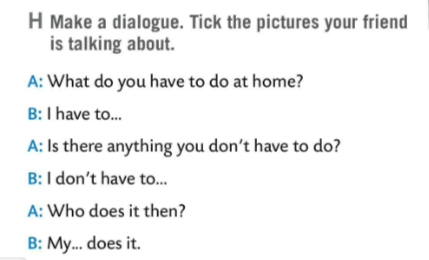 H Make a dialogue. Tick the pictures your friend
is talking about.
A: What do you have to do at home?
B: I have to...
A: Is there anything you don't have to do?
B: I don't have to...
A: Who does it then?
B: My... does it.